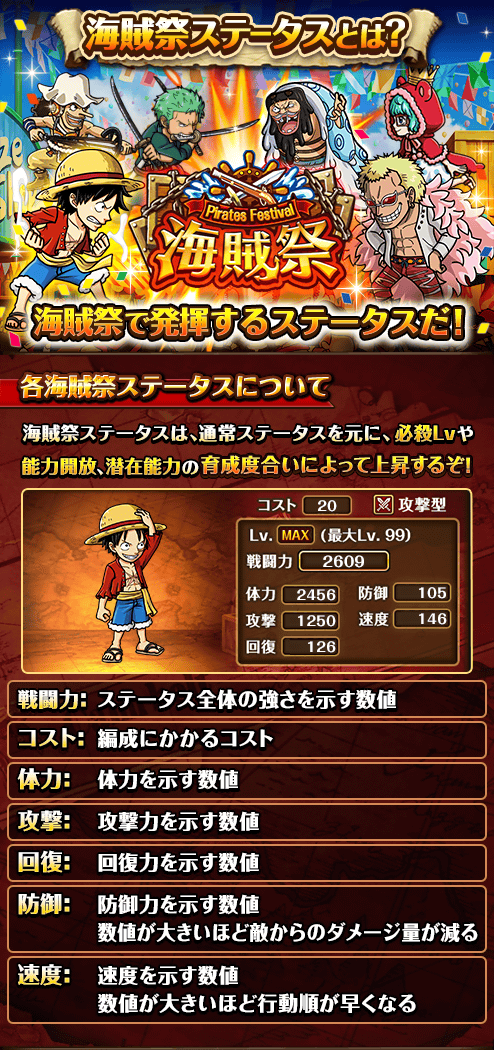 海賊祭ステータスとは?
Pirates Festival
海賊祭
海賊祭で発揮するステータスだ!
各海賊祭ステータスについて
海賊祭ステータスは、通常ステータスを元に、必殺Lvや
能力開放、潜在能力の育成度合いによって上昇するぞ!
コスト 20 攻撃型
Lv. MAX (最大Lv. 99)
戦闘力 2609
体力 2456 防御 105
攻撃 1250 速度 146
回復 126
戦闘力: ステータス全体の強さを示す数値
コスト: 編成にかかるコスト
体力: 体力を示す数値
攻撃: 攻撃力を示す数値
回復: 回復力を示す数値
防御: 防御力を示す数値
数値が大きいほど敵からのダメージ量が減る
速度: 速度を示す数値
数値が大きいほど行動順が早くなる